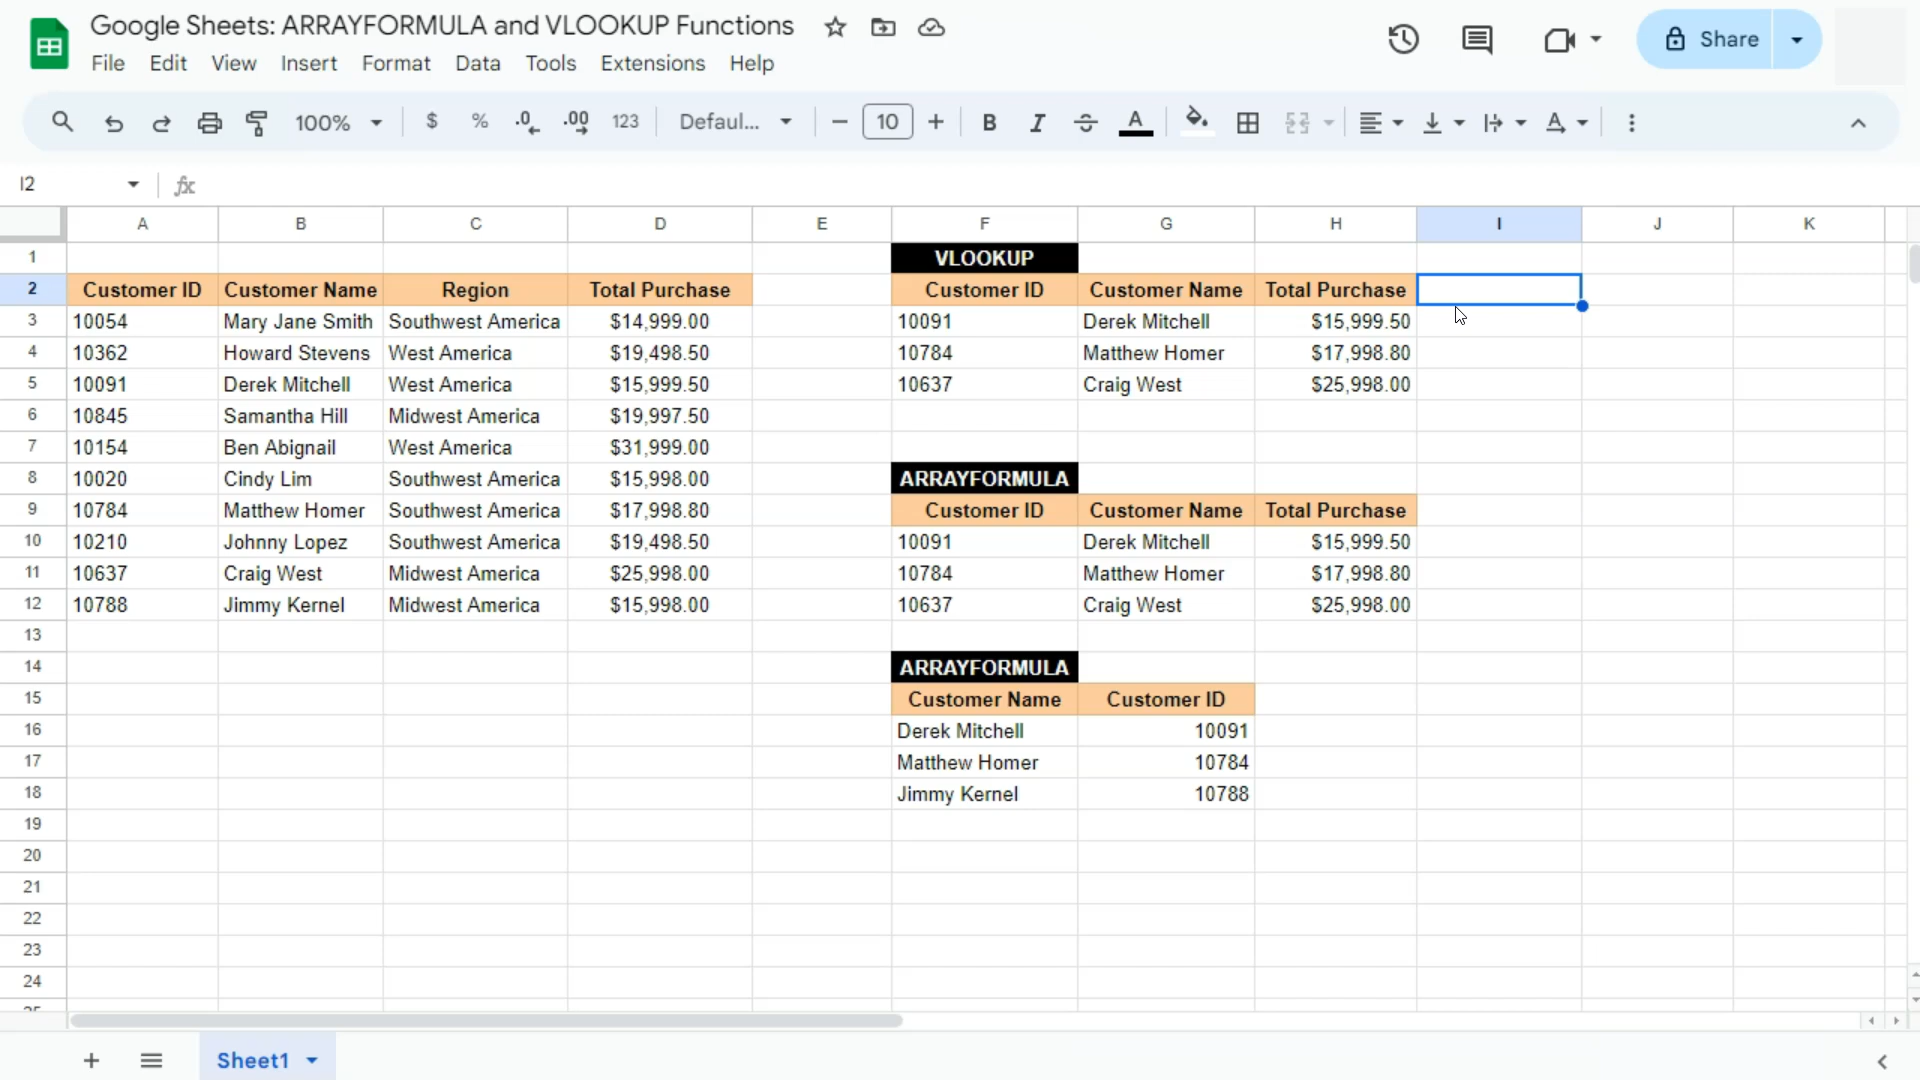 Google Sheets: ARRAYFORMULA and VLOOKUP Functions
File Edit View Insert Format Data Tools Extensions Help
Share
100% $ % .0 .00 123 Defaul... 10 B I A
I2 fx
A B C D E F G H I J K
1 VLOOKUP
2 Customer ID Customer Name Region Total Purchase Customer ID Customer Name Total Purchase
3 10054 Mary Jane Smith Southwest America $14,999.00 10091 Derek Mitchell $15,999.50
4 10362 Howard Stevens West America $19,498.50 10784 Matthew Homer $17,998.80
5 10091 Derek Mitchell West America $15,999.50 10637 Craig West $25,998.00
6 10845 Samantha Hill Midwest America $19,997.50
7 10154 Ben Abignail West America $31,999.00
8 10020 Cindy Lim Southwest America $15,998.00 ARRAYFORMULA
9 10784 Matthew Homer Southwest America $17,998.80 Customer ID Customer Name Total Purchase
10 10210 Johnny Lopez Southwest America $19,498.50 10091 Derek Mitchell $15,999.50
11 10637 Craig West Midwest America $25,998.00 10784 Matthew Homer $17,998.80
12 10788 Jimmy Kernel Midwest America $15,998.00 10637 Craig West $25,998.00
13
14 ARRAYFORMULA
15 Customer Name Customer ID
16 Derek Mitchell 10091
17 Matthew Homer 10784
18 Jimmy Kernel 10788
19
20
21
22
23
24
Sheet1